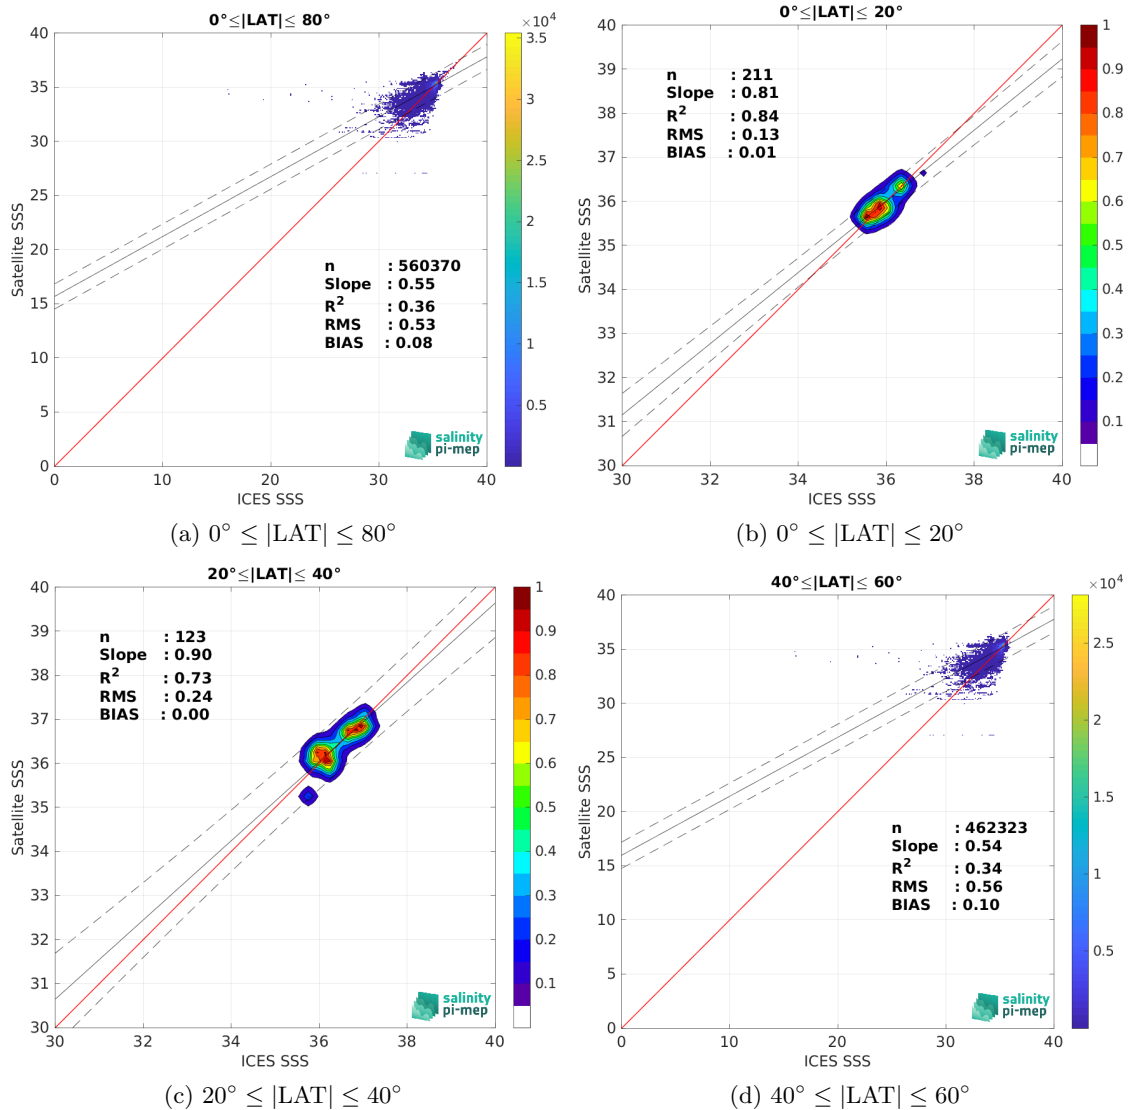 0°≤|LAT|≤ 80°
×10⁴
40
35
30
25
20
15
10
5
0
Satellite SSS
n : 560370
Slope : 0.55
R² : 0.36
RMS : 0.53
BIAS : 0.08
salinity
pi-mep
0 10 20 30 40
ICES SSS
3.5
3
2.5
2
1.5
1
0.5
(a) 0° ≤ |LAT| ≤ 80°
0°≤|LAT|≤ 20°
40
39
38
37
36
35
34
33
32
31
30
Satellite SSS
n : 211
Slope : 0.81
R² : 0.84
RMS : 0.13
BIAS : 0.01
salinity
pi-mep
30 32 34 36 38 40
ICES SSS
1
0.9
0.8
0.7
0.6
0.5
0.4
0.3
0.2
0.1
(b) 0° ≤ |LAT| ≤ 20°
20°≤|LAT|≤ 40°
40
39
38
37
36
35
34
33
32
31
30
Satellite SSS
n : 123
Slope : 0.90
R² : 0.73
RMS : 0.24
BIAS : 0.00
salinity
pi-mep
30 32 34 36 38 40
ICES SSS
1
0.9
0.8
0.7
0.6
0.5
0.4
0.3
0.2
0.1
(c) 20° ≤ |LAT| ≤ 40°
40°≤|LAT|≤ 60°
×10⁴
40
35
30
25
20
15
10
5
0
Satellite SSS
n : 462323
Slope : 0.54
R² : 0.34
RMS : 0.56
BIAS : 0.10
salinity
pi-mep
0 10 20 30 40
ICES SSS
2.5
2
1.5
1
0.5
(d) 40° ≤ |LAT| ≤ 60°